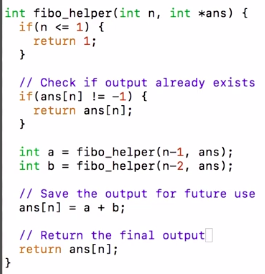 int fibo_helper(int n, int *ans) {
  if(n <= 1) {
    return 1;
  }

  // Check if output already exists
  if(ans[n] != -1) {
    return ans[n];
  }

  int a = fibo_helper(n-1, ans);
  int b = fibo_helper(n-2, ans);

  // Save the output for future use
  ans[n] = a + b;

  // Return the final output
  return ans[n];
}